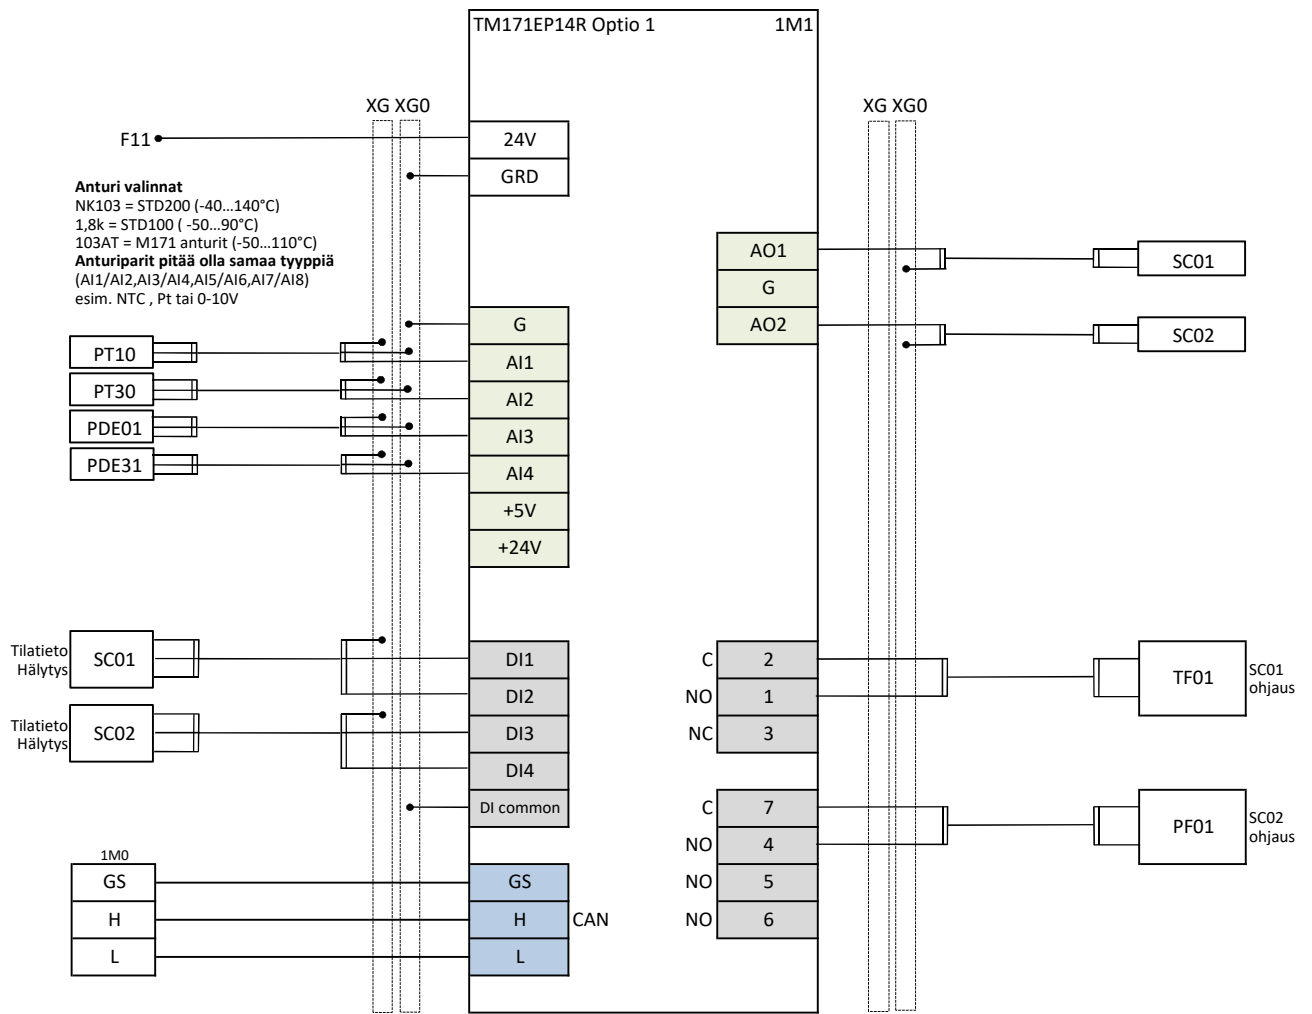 TM171EP14R Optio 1
1M1
XG XG0
XG XG0
F11
24V
GRD
Anturi valinnat
NK103 = STD200 (-40...140°C)
1,8k = STD100 ( -50...90°C)
103AT = M171 anturit (-50...110°C)
Anturiparit pitää olla samaa tyyppiä
(AI1/AI2,AI3/AI4,AI5/AI6,AI7/AI8)
esim. NTC , Pt tai 0-10V
AO1
G
AO2
SC01
SC02
G
PT10
AI1
PT30
AI2
PDE01
AI3
PDE31
AI4
+5V
+24V
Tilatieto
Hälytys
SC01
DI1
DI2
Tilatieto
Hälytys
SC02
DI3
DI4
DI common
C
2
NO
1
NC
3
TF01
SC01
ohjaus
C
7
NO
4
NO
5
NO
6
PF01
SC02
ohjaus
1M0
GS
H
L
GS
H
L
CAN